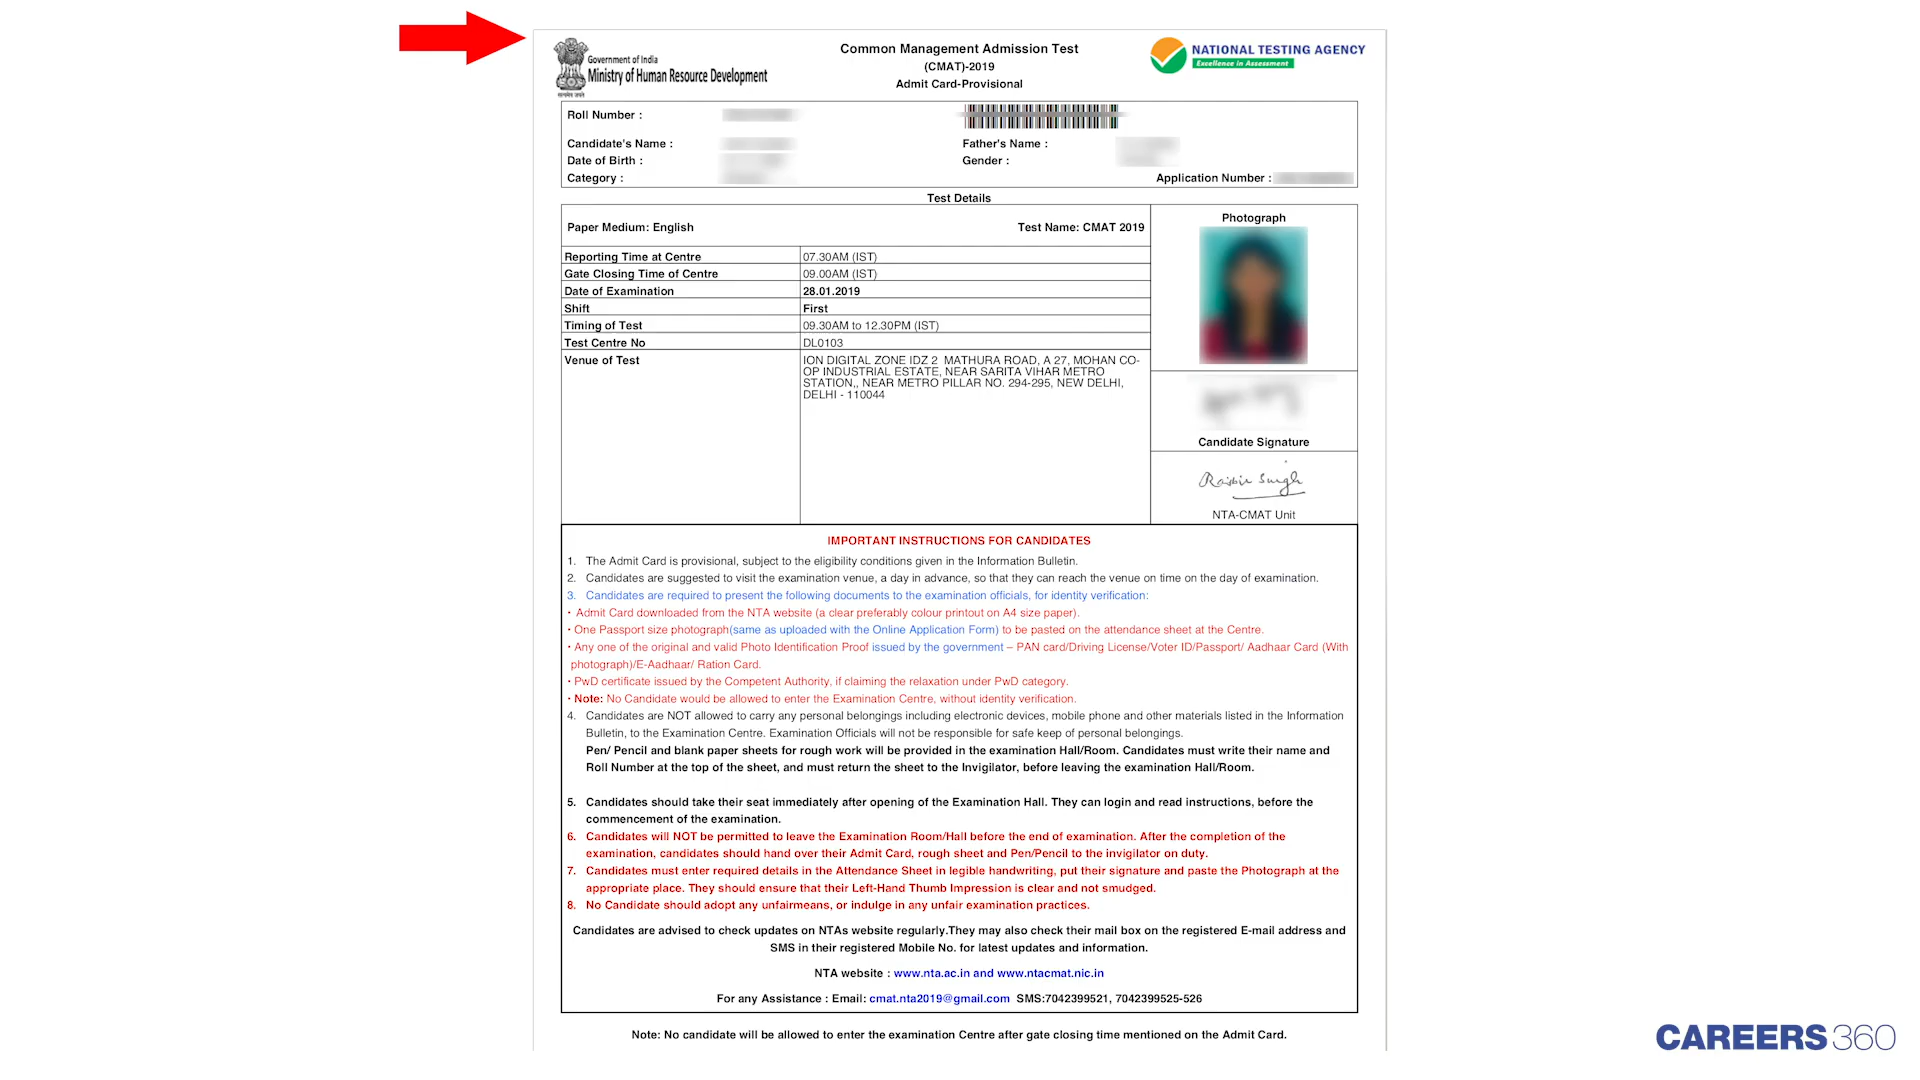 Government of India
Ministry of Human Resource Development
सत्यमेव जयते
Common Management Admission Test
(CMAT)-2019
Admit Card-Provisional
NATIONAL TESTING AGENCY
Excellence in Assessment
Roll Number :
Candidate's Name :
Father's Name :
Date of Birth :
Gender :
Category :
Application Number :
Test Details
Paper Medium: English
Test Name: CMAT 2019
Photograph
Reporting Time at Centre 07.30AM (IST)
Gate Closing Time of Centre 09.00AM (IST)
Date of Examination 28.01.2019
Shift First
Timing of Test 09.30AM to 12.30PM (IST)
Test Centre No DL0103
Venue of Test ION DIGITAL ZONE IDZ 2 MATHURA ROAD, A 27, MOHAN CO-
OP INDUSTRIAL ESTATE, NEAR SARITA VIHAR METRO
STATION,, NEAR METRO PILLAR NO. 294-295, NEW DELHI,
DELHI - 110044
Candidate Signature
NTA-CMAT Unit
IMPORTANT INSTRUCTIONS FOR CANDIDATES
1. The Admit Card is provisional, subject to the eligibility conditions given in the Information Bulletin.
2. Candidates are suggested to visit the examination venue, a day in advance, so that they can reach the venue on time on the day of examination.
3. Candidates are required to present the following documents to the examination officials, for identity verification:
• Admit Card downloaded from the NTA website (a clear preferably colour printout on A4 size paper).
• One Passport size photograph(same as uploaded with the Online Application Form) to be pasted on the attendance sheet at the Centre.
• Any one of the original and valid Photo Identification Proof issued by the government – PAN card/Driving License/Voter ID/Passport/ Aadhaar Card (With
photograph)/E-Aadhaar/ Ration Card.
• PwD certificate issued by the Competent Authority, if claiming the relaxation under PwD category.
• Note: No Candidate would be allowed to enter the Examination Centre, without identity verification.
4. Candidates are NOT allowed to carry any personal belongings including electronic devices, mobile phone and other materials listed in the Information
Bulletin, to the Examination Centre. Examination Officials will not be responsible for safe keep of personal belongings.
Pen/ Pencil and blank paper sheets for rough work will be provided in the examination Hall/Room. Candidates must write their name and
Roll Number at the top of the sheet, and must return the sheet to the Invigilator, before leaving the examination Hall/Room.
5. Candidates should take their seat immediately after opening of the Examination Hall. They can login and read instructions, before the
commencement of the examination.
6. Candidates will NOT be permitted to leave the Examination Room/Hall before the end of examination. After the completion of the
examination, candidates should hand over their Admit Card, rough sheet and Pen/Pencil to the invigilator on duty.
7. Candidates must enter required details in the Attendance Sheet in legible handwriting, put their signature and paste the Photograph at the
appropriate place. They should ensure that their Left-Hand Thumb Impression is clear and not smudged.
8. No Candidate should adopt any unfairmeans, or indulge in any unfair examination practices.
Candidates are advised to check updates on NTAs website regularly.They may also check their mail box on the registered E-mail address and
SMS in their registered Mobile No. for latest updates and information.
NTA website : www.nta.ac.in and www.ntacmat.nic.in
For any Assistance : Email: cmat.nta2019@gmail.com SMS:7042399521, 7042399525-526
Note: No candidate will be allowed to enter the examination Centre after gate closing time mentioned on the Admit Card.
CAREERS360